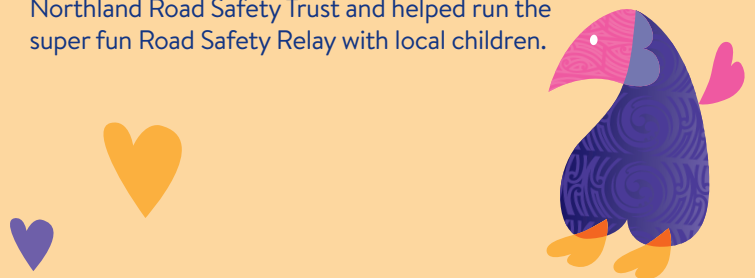 Northland Road Safety Trust and helped run the
super fun Road Safety Relay with local children.